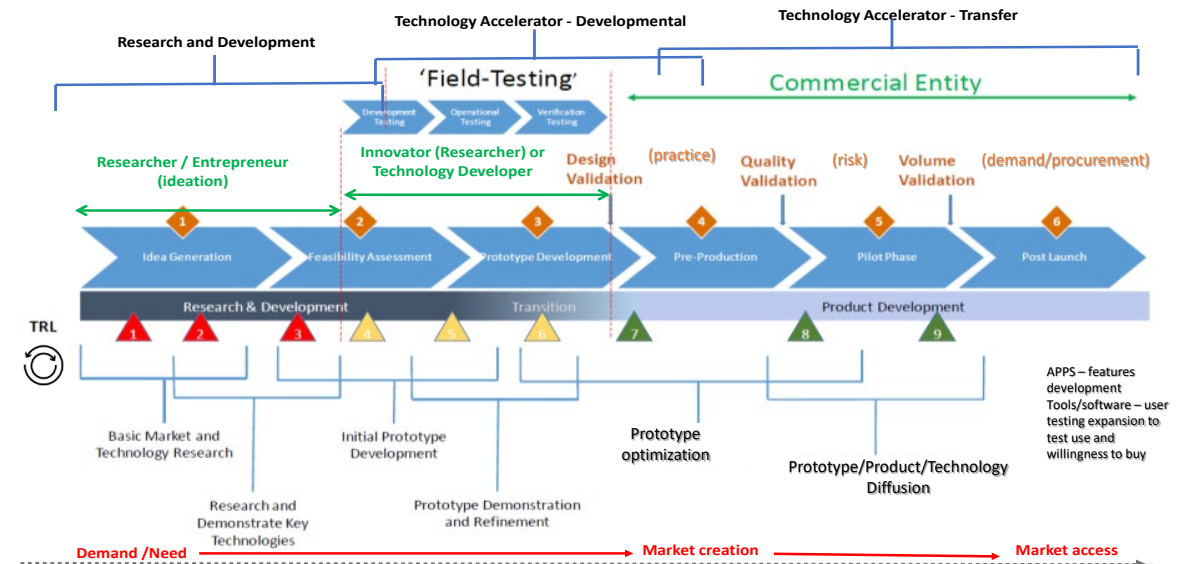 Technology Accelerator - Transfer
Technology Accelerator - Developmental
Research and Development
'Field-Testing'
Commercial Entity
Development
Testing
Operational
Testing
Verification
Testing
Researcher / Entrepreneur
(ideation)
Innovator (Researcher) or
Technology Developer
Design
Validation
(practice)
Quality
Validation
(risk)
Volume
Validation
(demand/procurement)
1
2
3
4
5
6
Idea Generation
Feasibility Assessment
Prototype Development
Pre-Production
Pilot Phase
Post Launch
Research & Development
Transition
Product Development
TRL
1
2
3
4
5
6
7
8
9
APPS – features
development
Tools/software – user
testing expansion to
test use and
willingness to buy
Basic Market and
Technology Research
Initial Prototype
Development
Prototype
optimization
Prototype/Product/Technology
Diffusion
Research and
Demonstrate Key
Technologies
Prototype Demonstration
and Refinement
Demand /Need
Market creation
Market access